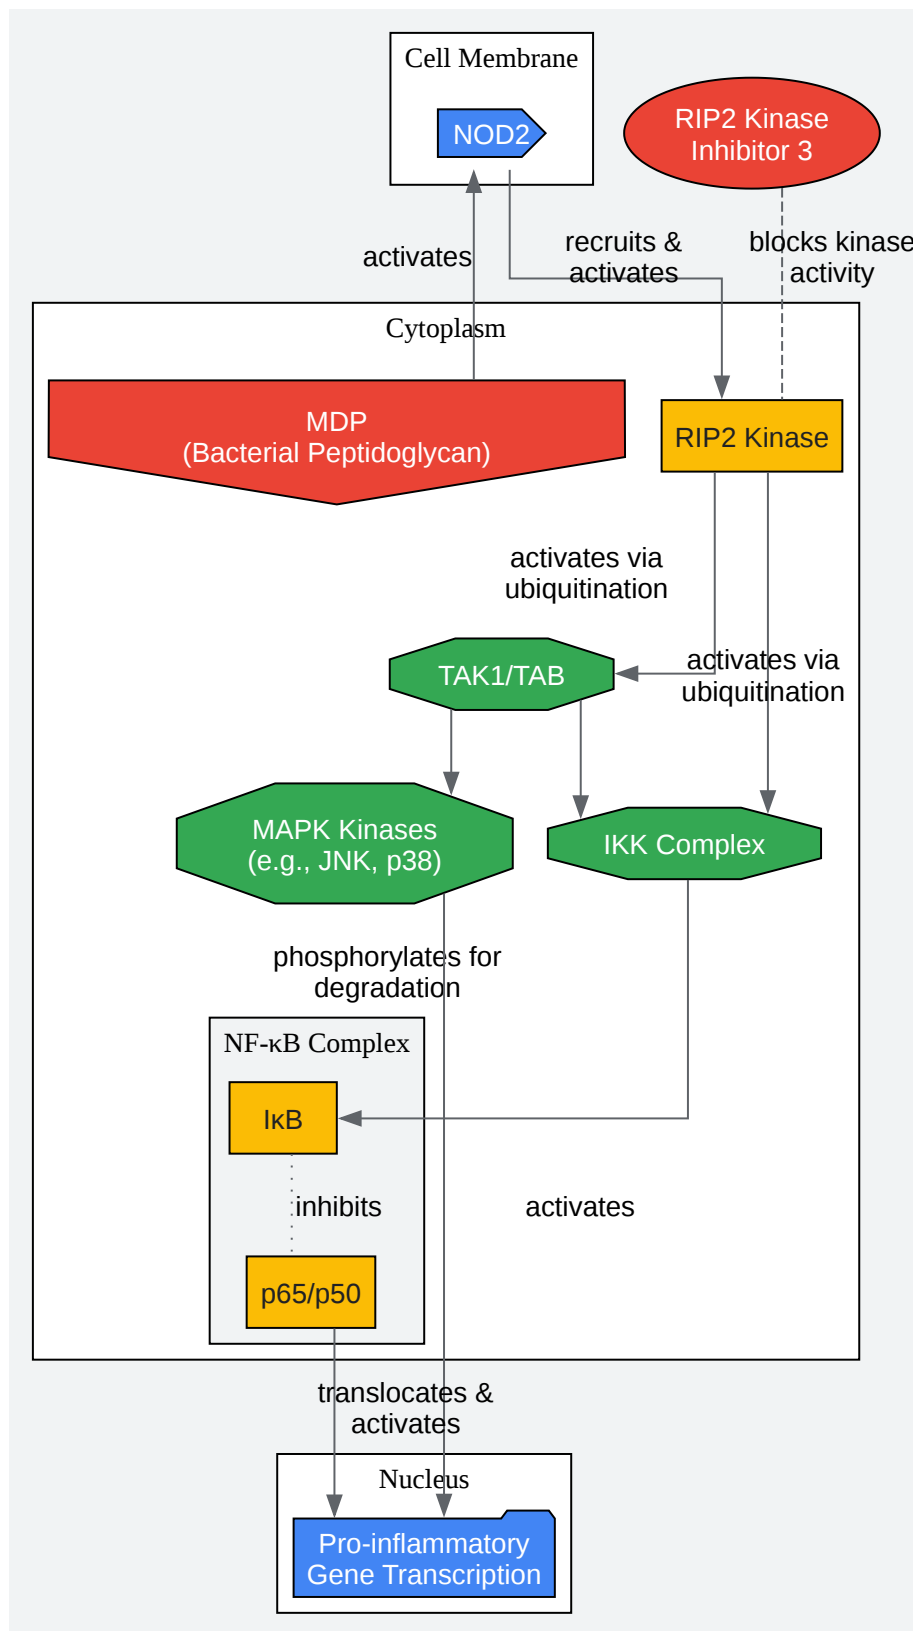 Cell Membrane
NOD2
RIP2 Kinase
Inhibitor 3
activates
recruits &
activates
blocks kinase
activity
Cytoplasm
MDP
(Bacterial Peptidoglycan)
RIP2 Kinase
activates via
ubiquitination
TAK1/TAB
activates via
ubiquitination
MAPK Kinases
(e.g., JNK, p38)
IKK Complex
phosphorylates for
degradation
NF-κB Complex
IκB
inhibits
activates
p65/p50
translocates &
activates
Nucleus
Pro-inflammatory
Gene Transcription